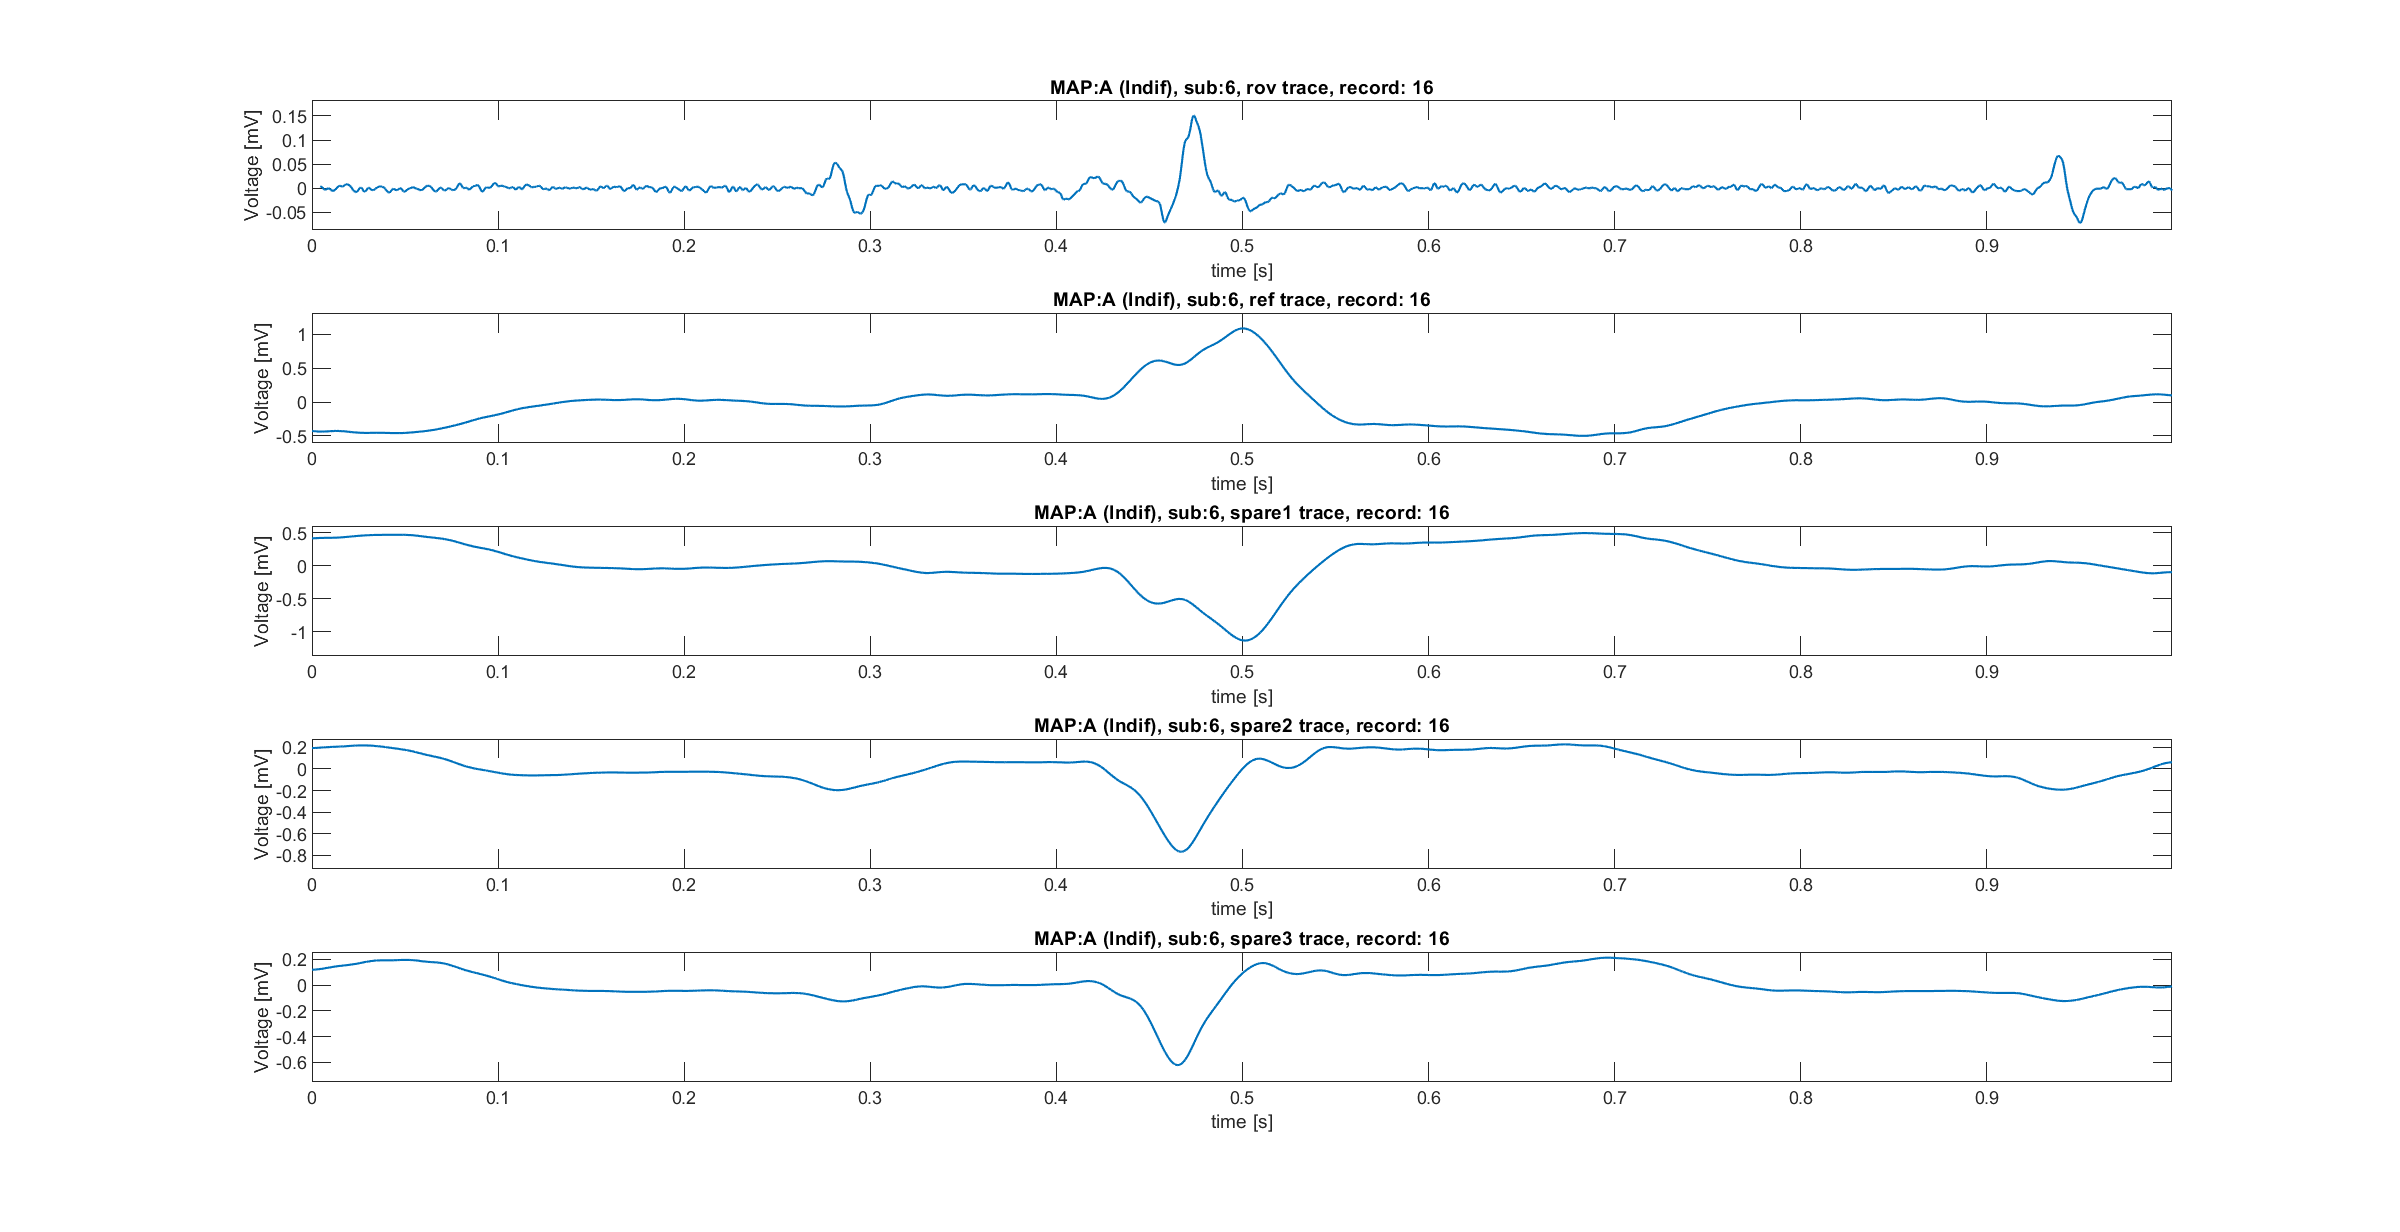 MAP:A (Indif), sub:6, rov trace, record: 16
Voltage [mV]
0.15
0.1
0.05
0
-0.05
0 0.1 0.2 0.3 0.4 0.5 0.6 0.7 0.8 0.9
time [s]
MAP:A (Indif), sub:6, ref trace, record: 16
Voltage [mV]
1
0.5
0
-0.5
0 0.1 0.2 0.3 0.4 0.5 0.6 0.7 0.8 0.9
time [s]
MAP:A (Indif), sub:6, spare1 trace, record: 16
Voltage [mV]
0.5
0
-0.5
-1
0 0.1 0.2 0.3 0.4 0.5 0.6 0.7 0.8 0.9
time [s]
MAP:A (Indif), sub:6, spare2 trace, record: 16
Voltage [mV]
0.2
0
-0.2
-0.4
-0.6
-0.8
0 0.1 0.2 0.3 0.4 0.5 0.6 0.7 0.8 0.9
time [s]
MAP:A (Indif), sub:6, spare3 trace, record: 16
Voltage [mV]
0.2
0
-0.2
-0.4
-0.6
0 0.1 0.2 0.3 0.4 0.5 0.6 0.7 0.8 0.9
time [s]